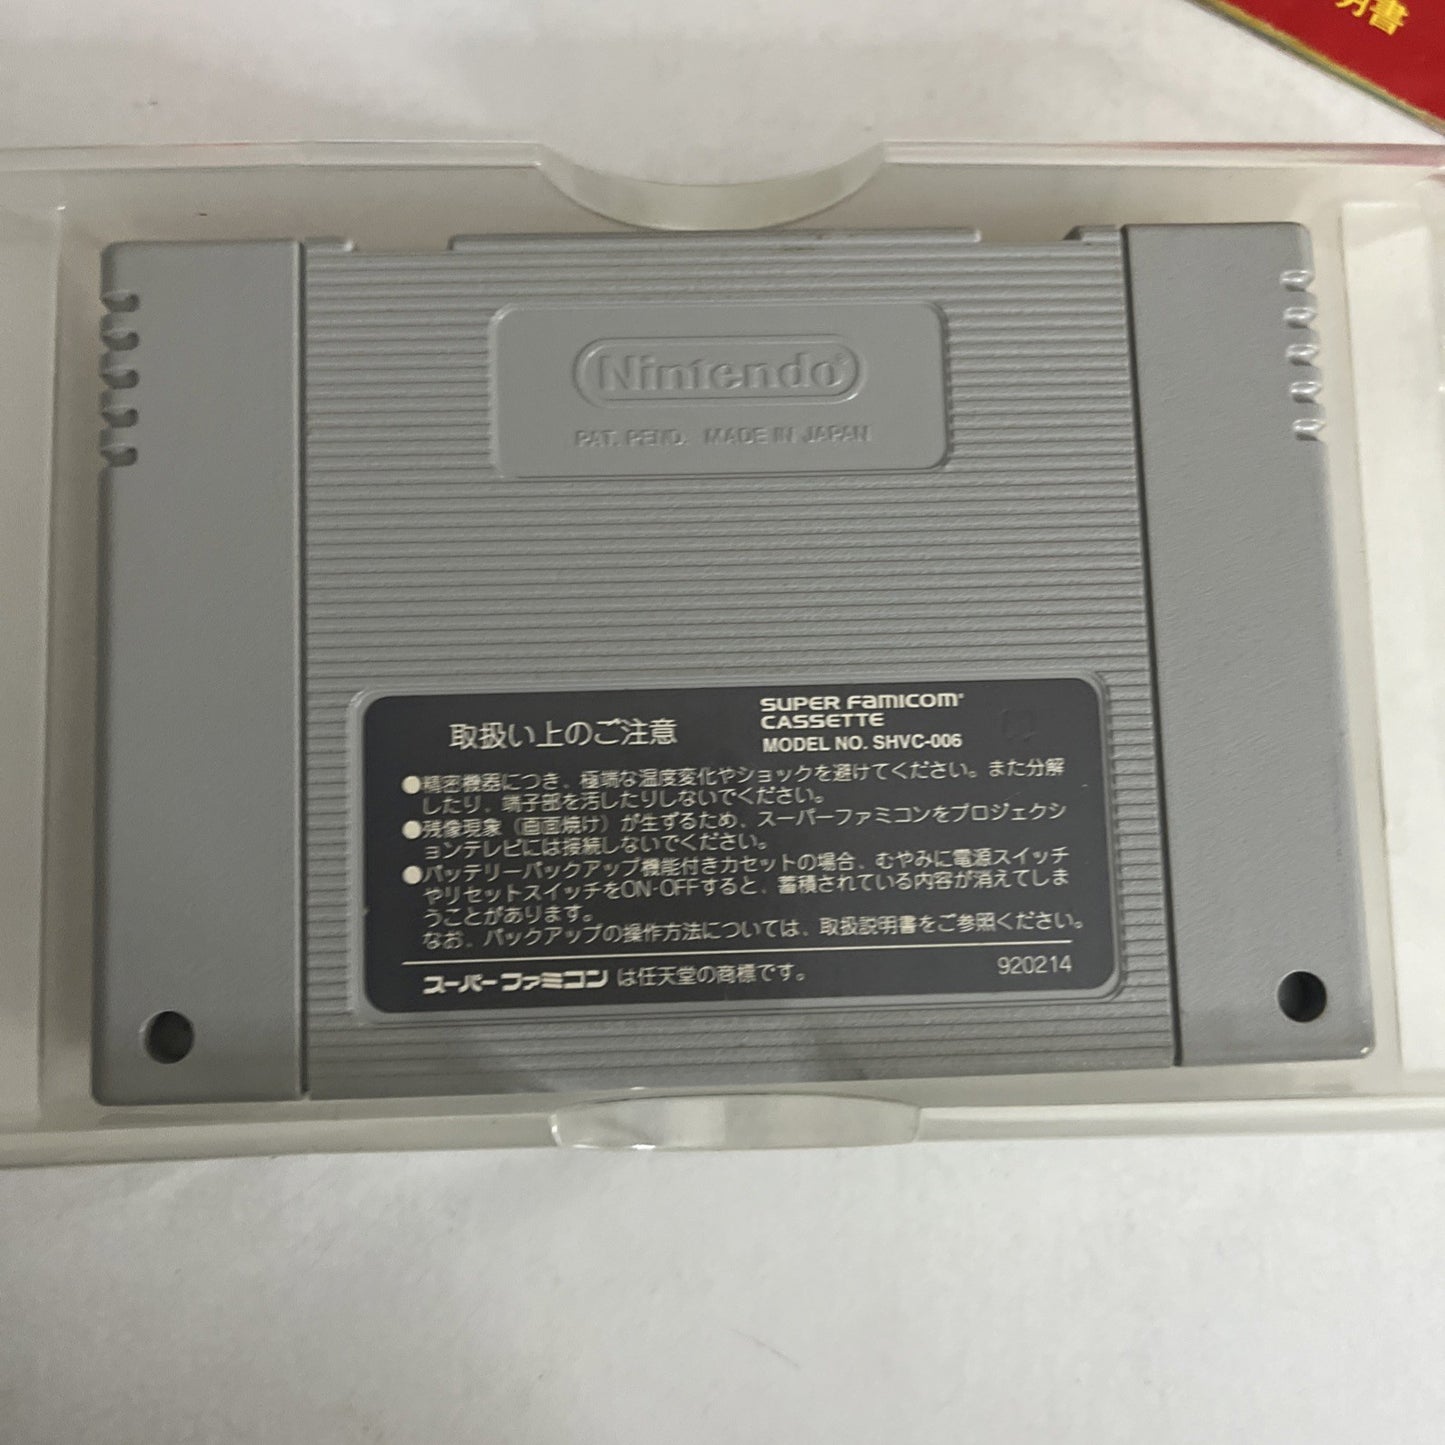 明書
Nintendo®
PAT. PEND. MADE IN JAPAN
取扱い上のご注意
SUPER FAMICOM®
CASSETTE
MODEL NO. SHVC-006
●精密機器につき、極端な温度変化やショックを避けてください。また分解
したり、端子部を汚したりしないでください。
●残像現象（画面焼け）が生ずるため、スーパーファミコンをプロジェクシ
ョンテレビには接続しないでください。
●バッテリーバックアップ機能付きカセットの場合、むやみに電源スイッチ
やリセットスイッチをON・OFFすると、蓄積されている内容が消えてしま
うことがあります。
なお、バックアップの操作方法については、取扱説明書をご参照ください。
スーパーファミコンは任天堂の商標です。
920214